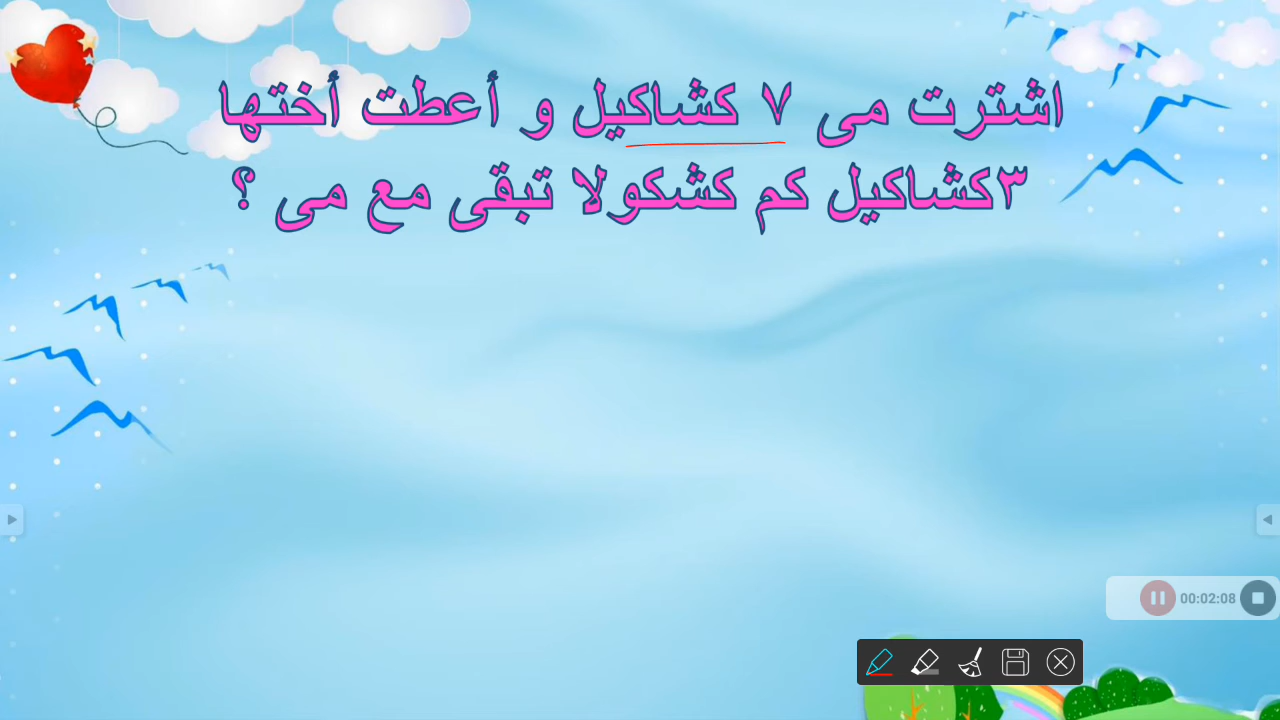 اشترت مى ٧ كشاكيل و أعطت أختها
٣كشاكيل كم كشكولا تبقى مع مى ؟
00:02:08